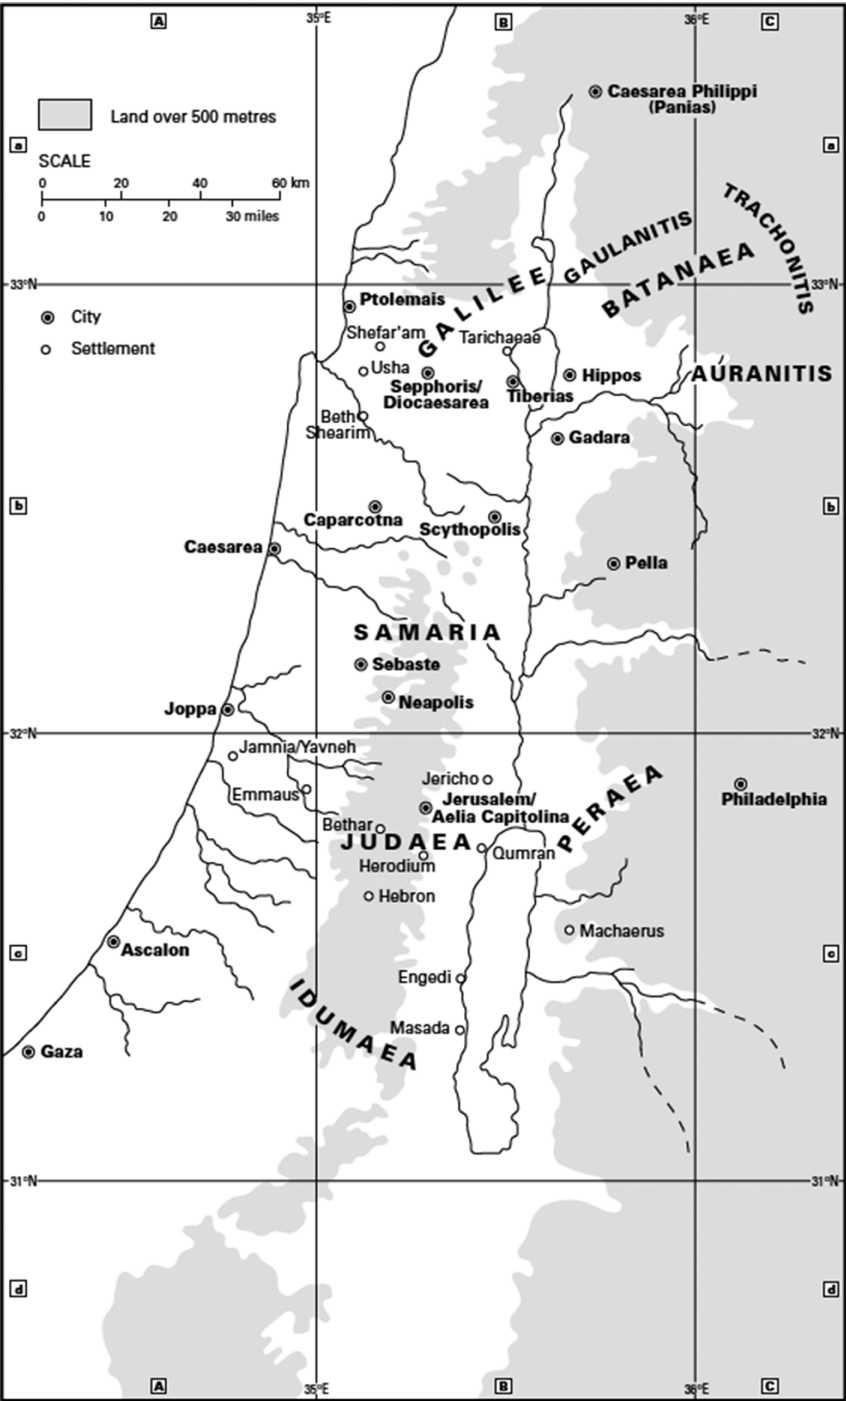 A
35°E
B
36°E
C
Caesarea Philippi
(Panias)
Land over 500 metres
a
a
SCALE
0 20 40 60 km
0 10 20 30 miles
TRACHONITIS
GAULANITIS
BATANAEA
GALILEE
33°N
33°N
Ptolemais
City
Shefar'am
Tarichaeae
Settlement
Usha
Sepphoris/
Diocaesarea
Tiberias
Hippos
AURANITIS
Beth
Shearim
Gadara
b
b
Caparcotna
Scythopolis
Caesarea
Pella
SAMARIA
Sebaste
Neapolis
Joppa
32°N
32°N
Jamnia/Yavneh
Jericho
Emmaus
Jerusalem/
Aelia Capitolina
PERAEA
Philadelphia
Bethar
JUDAEA
Qumran
Herodium
Hebron
Machaerus
Ascalon
c
c
Engedi
IDUMAEA
Masada
Gaza
31°N
31°N
d
d
A
35°E
B
36°E
C